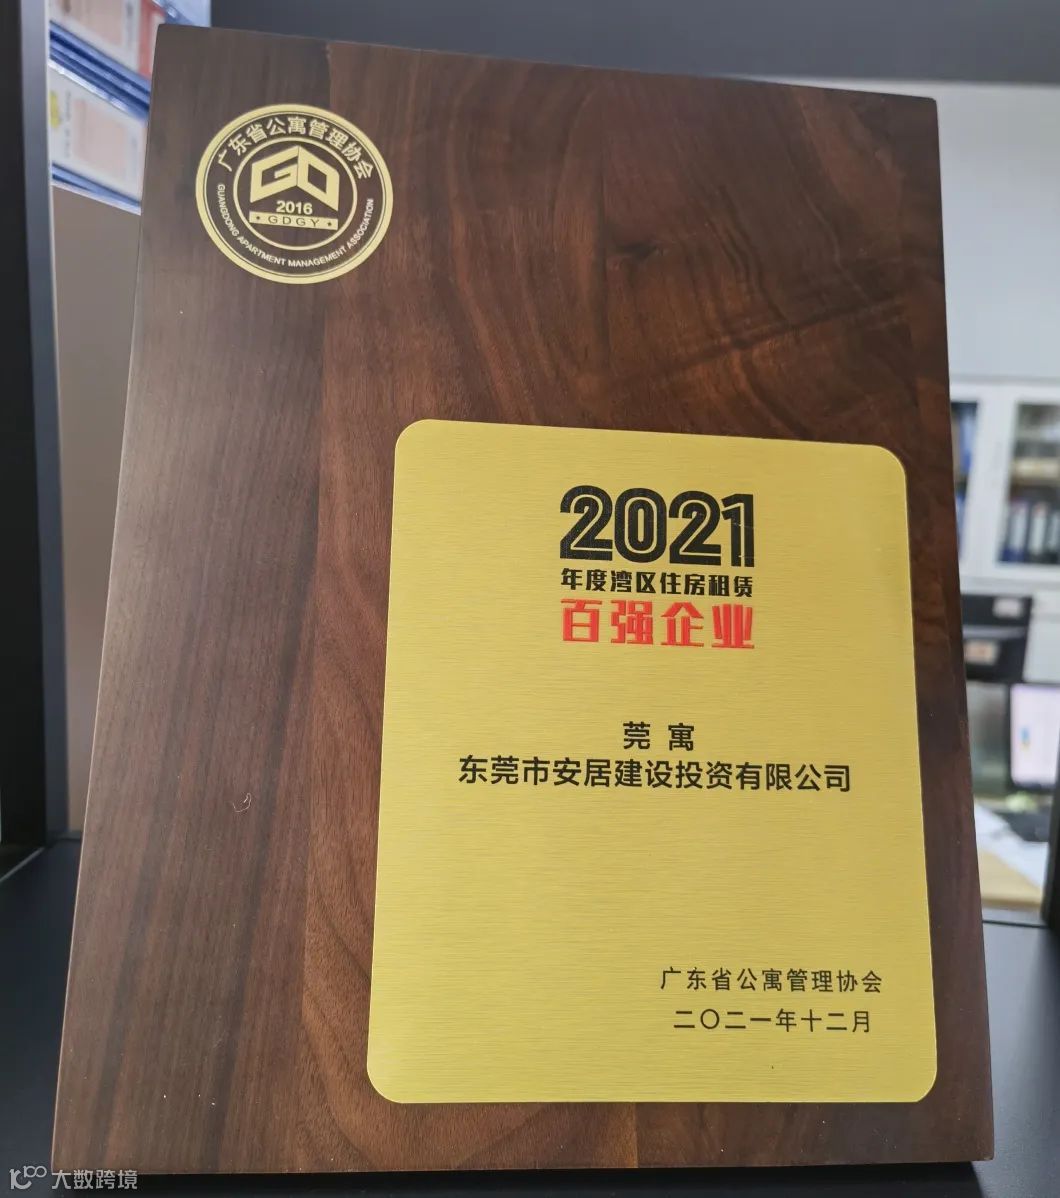 广东省公寓管理协会
GO
2016
GDGY
GUANGDONG APARTMENT MANAGEMENT ASSOCIATION
2021
年度湾区住房租赁
百强企业
莞寓
东莞市安居建设投资有限公司
广东省公寓管理协会
二〇二一年十二月
大数跨境